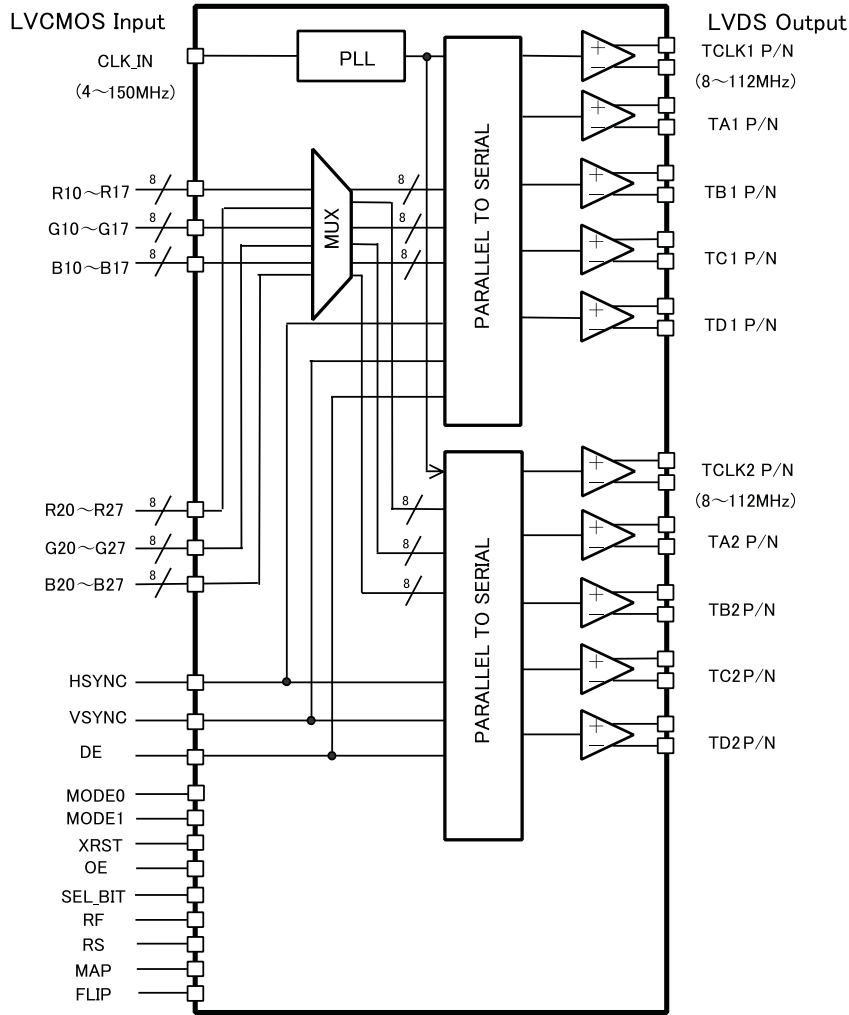 LVCMOS Input
LVDS Output
CLK_IN
(4～150MHz)
PLL
TCLK1 P/N
(8～112MHz)
TA1 P/N
R10～R17
8
8
TB1 P/N
G10～G17
8
8
B10～B17
8
8
MUX
PARALLEL TO SERIAL
TC1 P/N
TD1 P/N
TCLK2 P/N
(8～112MHz)
R20～R27
8
8
G20～G27
8
8
TA2 P/N
B20～B27
8
8
PARALLEL TO SERIAL
TB2P/N
HSYNC
TC2P/N
VSYNC
DE
TD2P/N
MODE0
MODE1
XRST
OE
SEL_BIT
RF
RS
MAP
FLIP